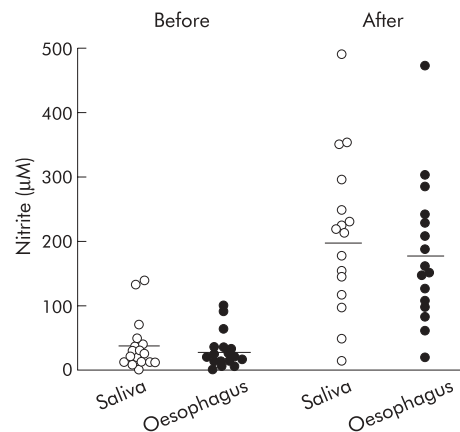 Before After
500
400
300
200
100
0
Nitrite (µM)
Saliva
Oesophagus
Saliva
Oesophagus